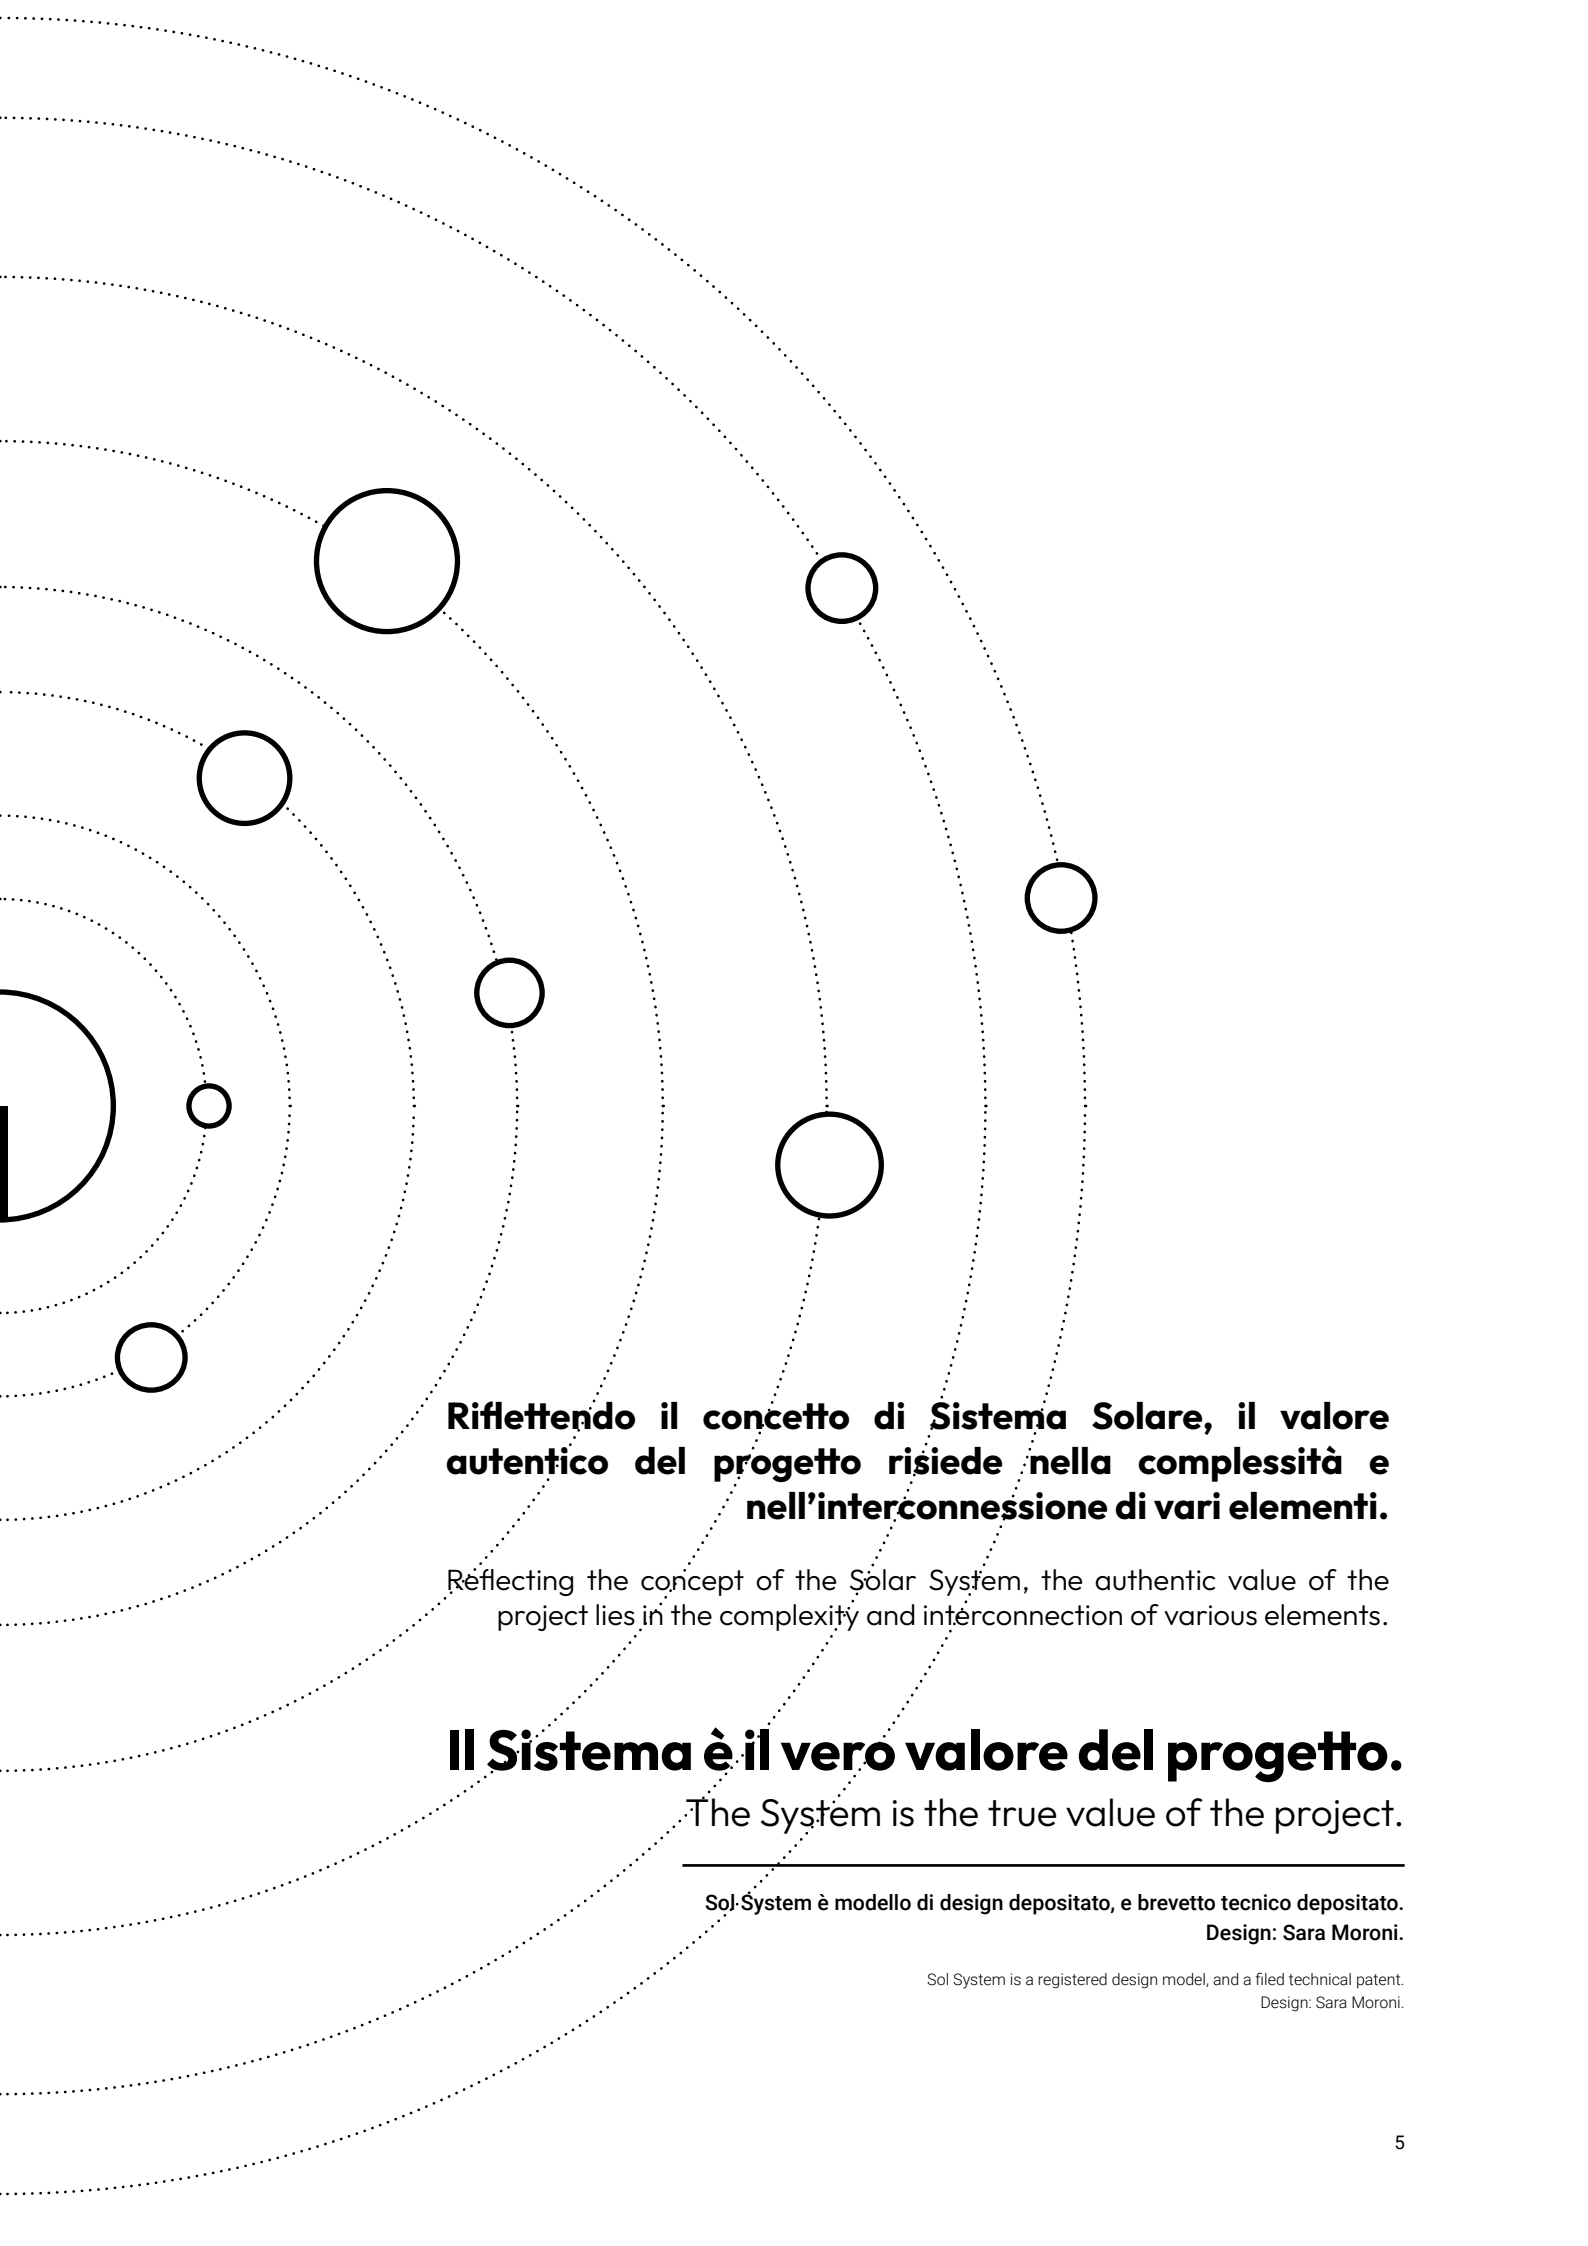 Riflettendo il concetto di Sistema Solare, il valore
autentico del progetto risiede nella complessità e
nell’interconnessione di vari elementi.
Reflecting the concept of the Solar System, the authentic value of the
project lies in the complexity and interconnection of various elements.
Il Sistema è il vero valore del progetto.
The System is the true value of the project.
Sol System è modello di design depositato, e brevetto tecnico depositato.
Design: Sara Moroni.
Sol System is a registered design model, and a filed technical patent.
Design: Sara Moroni.
5